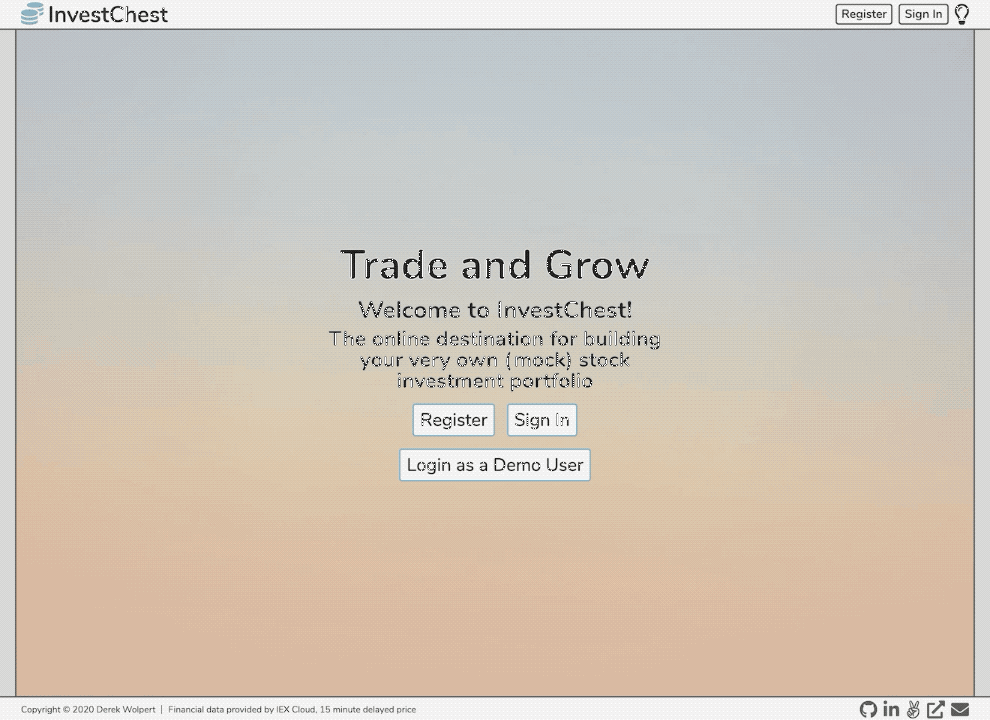 InvestChest
Register
Sign In
Trade and Grow
Welcome to InvestChest!
The online destination for building
your very own (mock) stock
investment portfolio
Register
Sign In
Login as a Demo User
Copyright © 2020 Derek Wolpert | Financial data provided by IEX Cloud, 15 minute delayed price